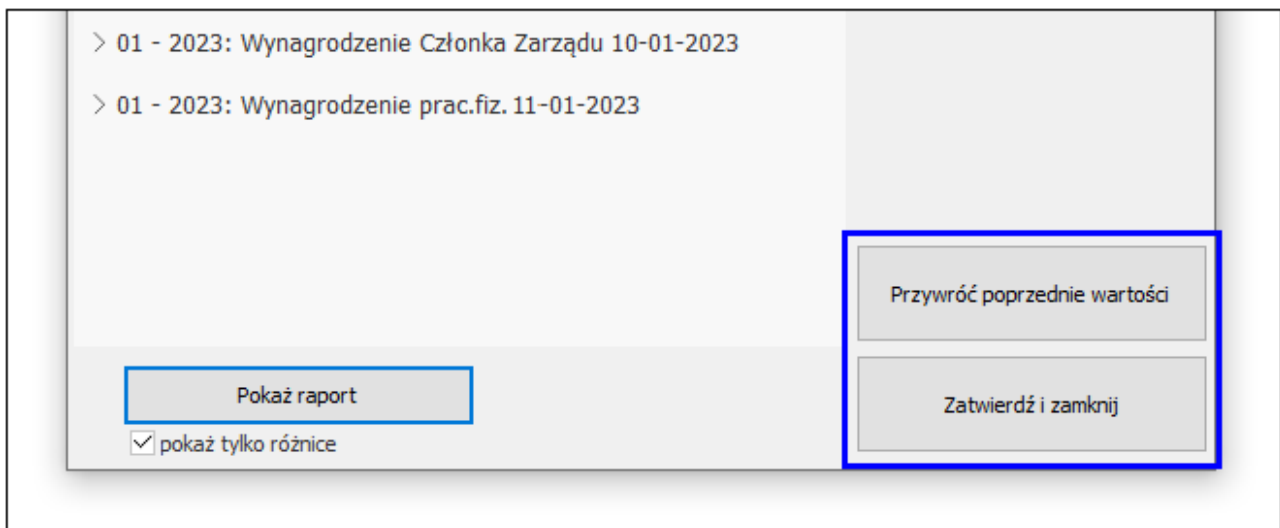 01 - 2023: Wynagrodzenie Członka Zarządu 10-01-2023
01 - 2023: Wynagrodzenie prac.fiz. 11-01-2023
Przywróć poprzednie wartości
Pokaż raport
Zatwierdź i zamknij
pokaż tylko różnice